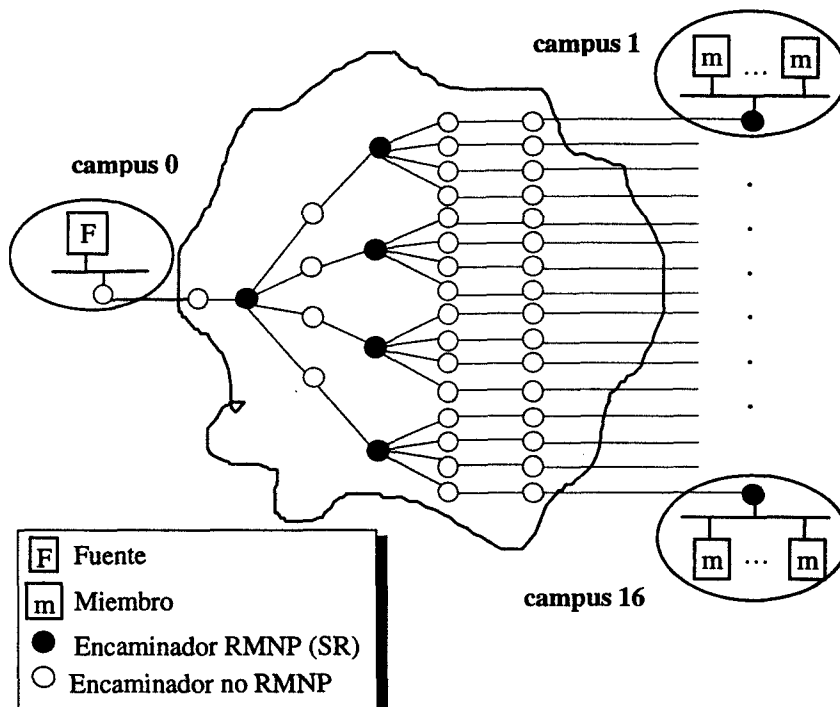 campus 1
m ... m
campus 0
F
m ... m
campus 16
F Fuente
m Miembro
Encaminador RMNP (SR)
Encaminador no RMNP